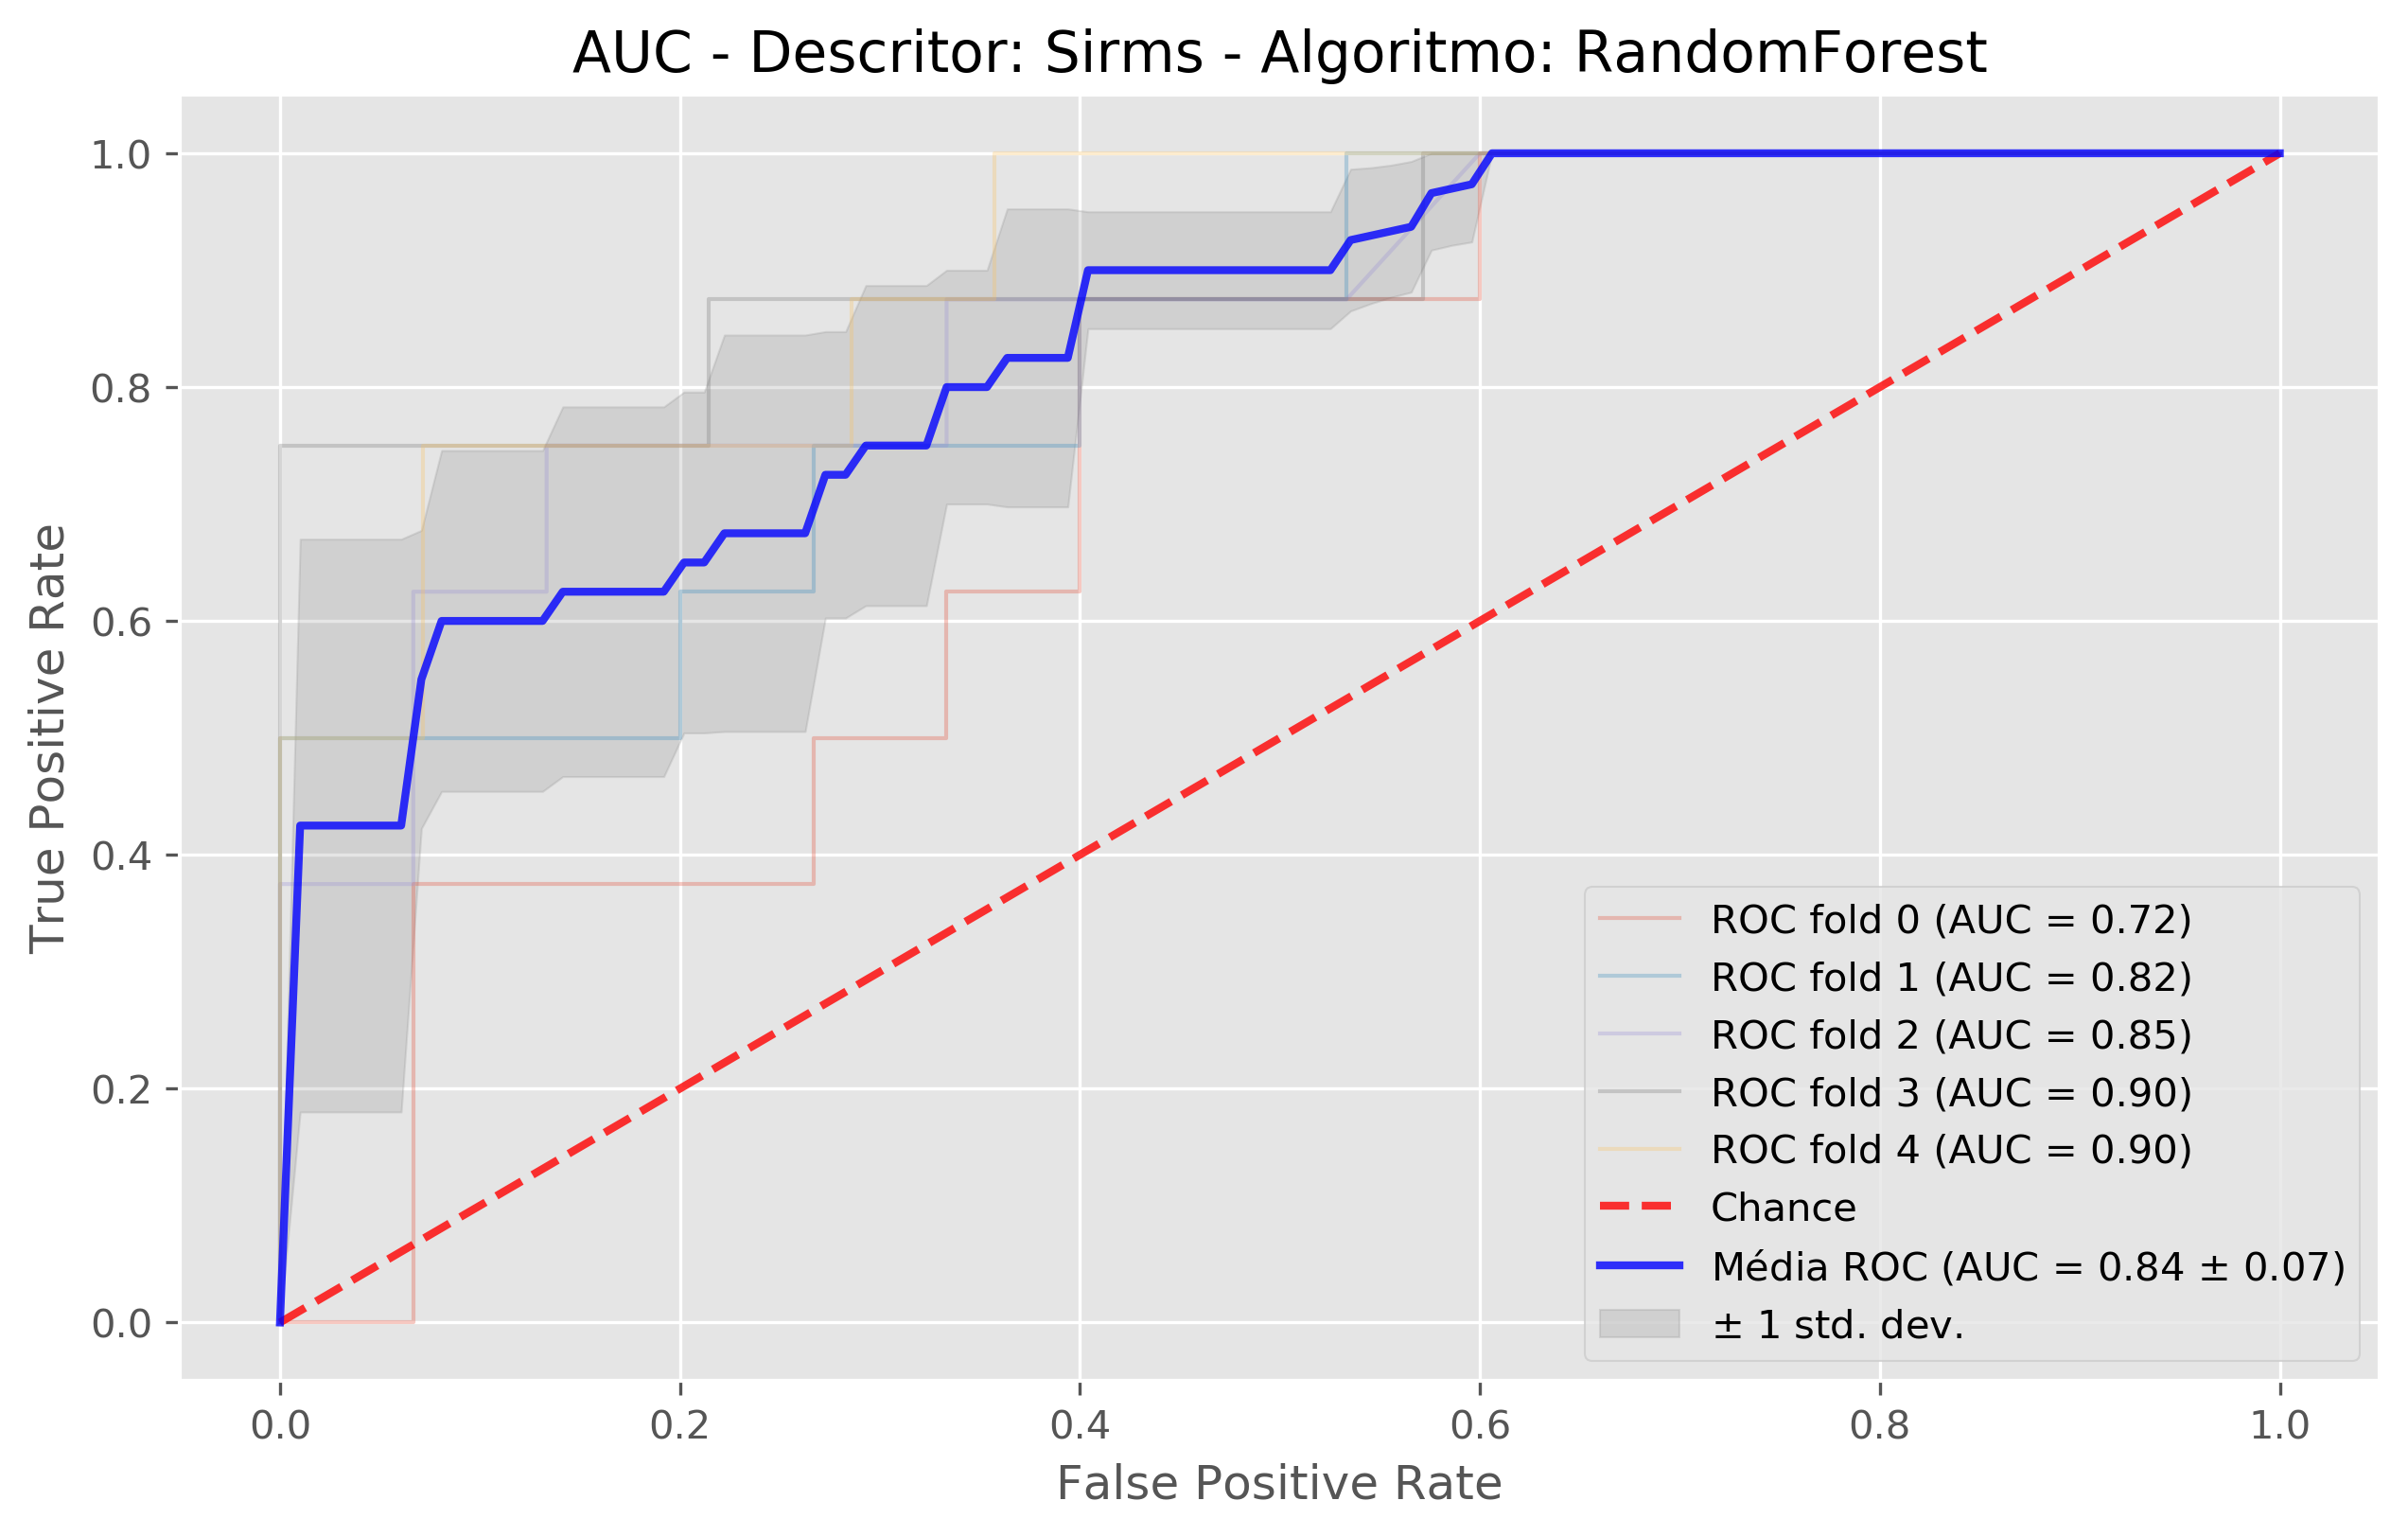 AUC - Descritor: Sirms - Algoritmo: RandomForest
True Positive Rate
1.0
0.8
0.6
0.4
0.2
0.0
0.0 0.2 0.4 0.6 0.8 1.0
False Positive Rate
ROC fold 0 (AUC = 0.72)
ROC fold 1 (AUC = 0.82)
ROC fold 2 (AUC = 0.85)
ROC fold 3 (AUC = 0.90)
ROC fold 4 (AUC = 0.90)
Chance
Média ROC (AUC = 0.84 ± 0.07)
± 1 std. dev.